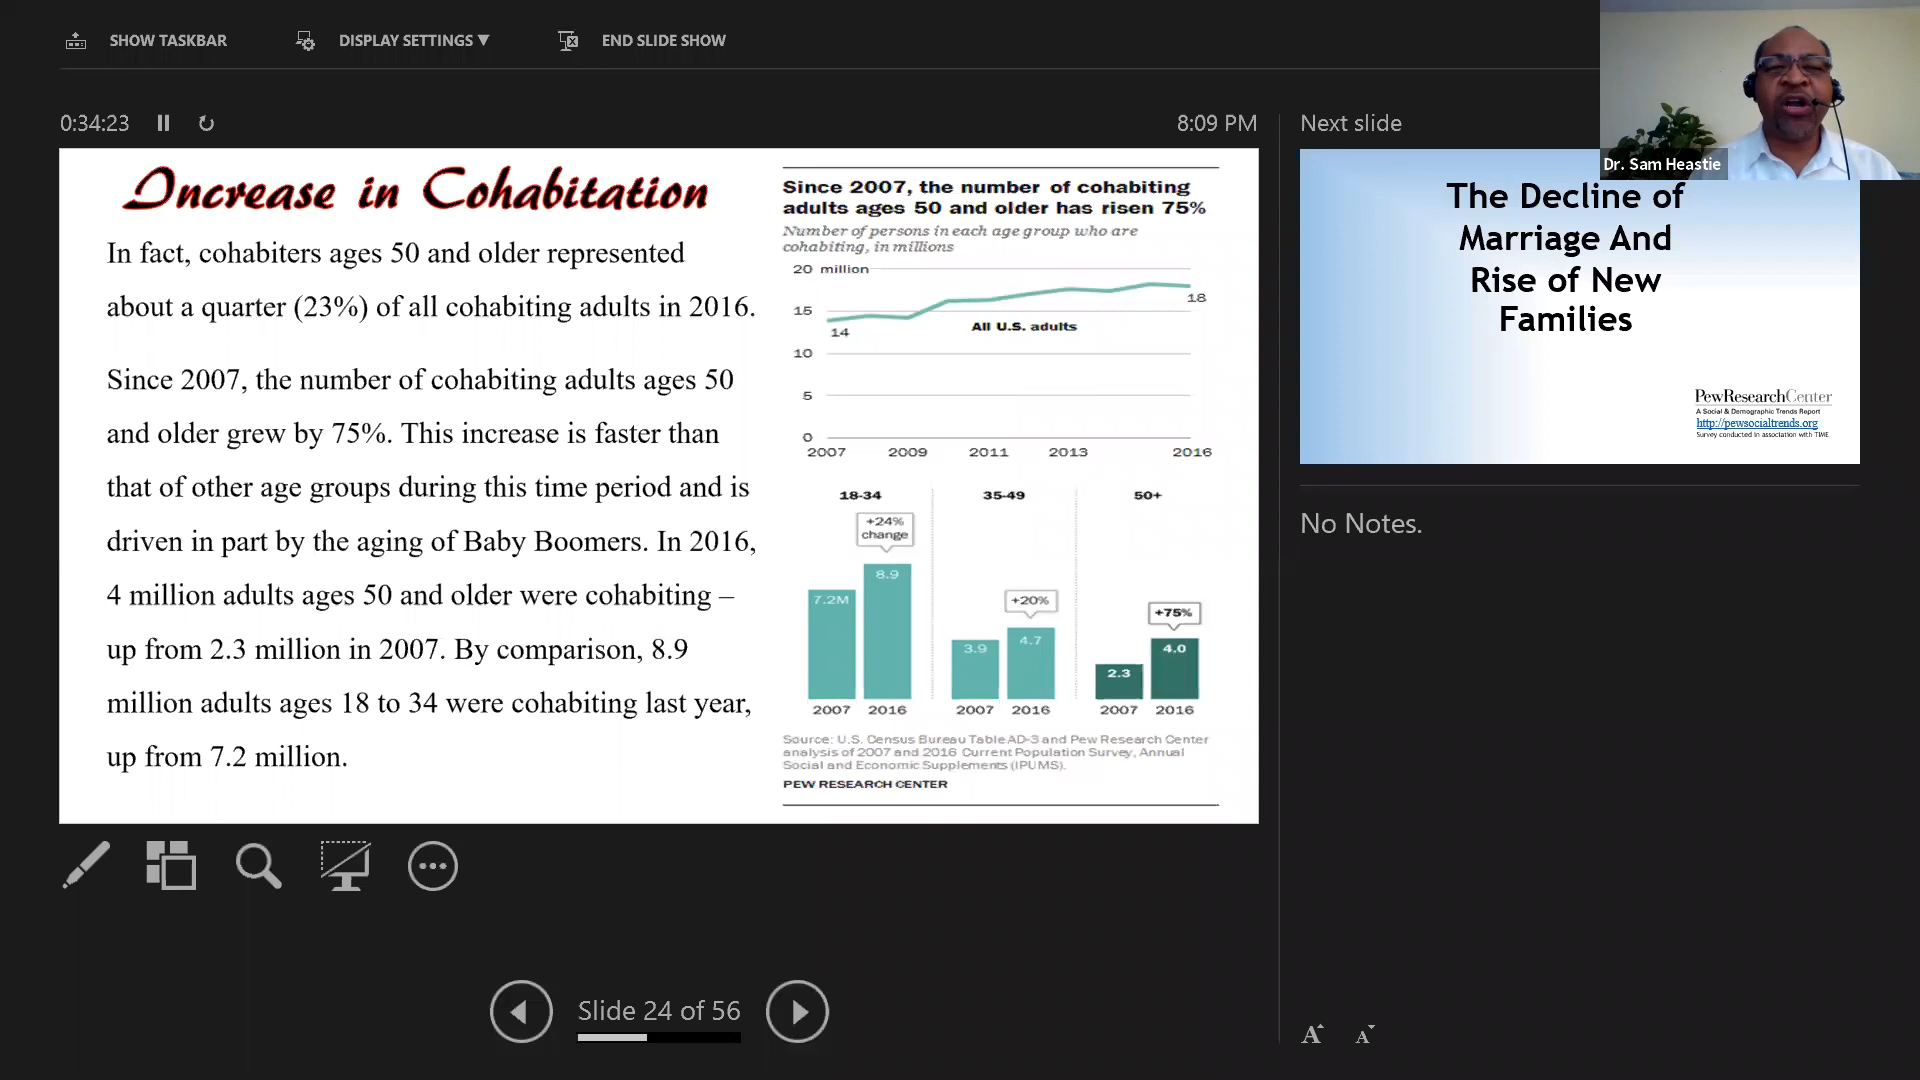 SHOW TASKBAR
DISPLAY SETTINGS ▼
END SLIDE SHOW
Dr. Sam Heastie
0:34:23
8:09 PM
Next slide
Increase in Cohabitation
In fact, cohabiters ages 50 and older represented
about a quarter (23%) of all cohabiting adults in 2016.
Since 2007, the number of cohabiting adults ages 50
and older grew by 75%. This increase is faster than
that of other age groups during this time period and is
driven in part by the aging of Baby Boomers. In 2016,
4 million adults ages 50 and older were cohabiting –
up from 2.3 million in 2007. By comparison, 8.9
million adults ages 18 to 34 were cohabiting last year,
up from 7.2 million.
Since 2007, the number of cohabiting
adults ages 50 and older has risen 75%
Number of persons in each age group who are
cohabiting, in millions
20 million
18
15
14
All U.S. adults
10
5
0
2007 2009 2011 2013 2016
18-34 35-49 50+
+24%
change
8.9
7.2M
+20%
4.7
3.9
+75%
4.0
2.3
2007 2016 2007 2016 2007 2016
Source: U.S. Census Bureau Table AD-3 and Pew Research Center
analysis of 2007 and 2016 Current Population Survey, Annual
Social and Economic Supplements (IPUMS).
PEW RESEARCH CENTER
The Decline of
Marriage And
Rise of New
Families
PewResearchCenter
A Social & Demographic Trends Report
http://pewsocialtrends.org
Survey conducted in association with TIME.
No Notes.
Slide 24 of 56
A A